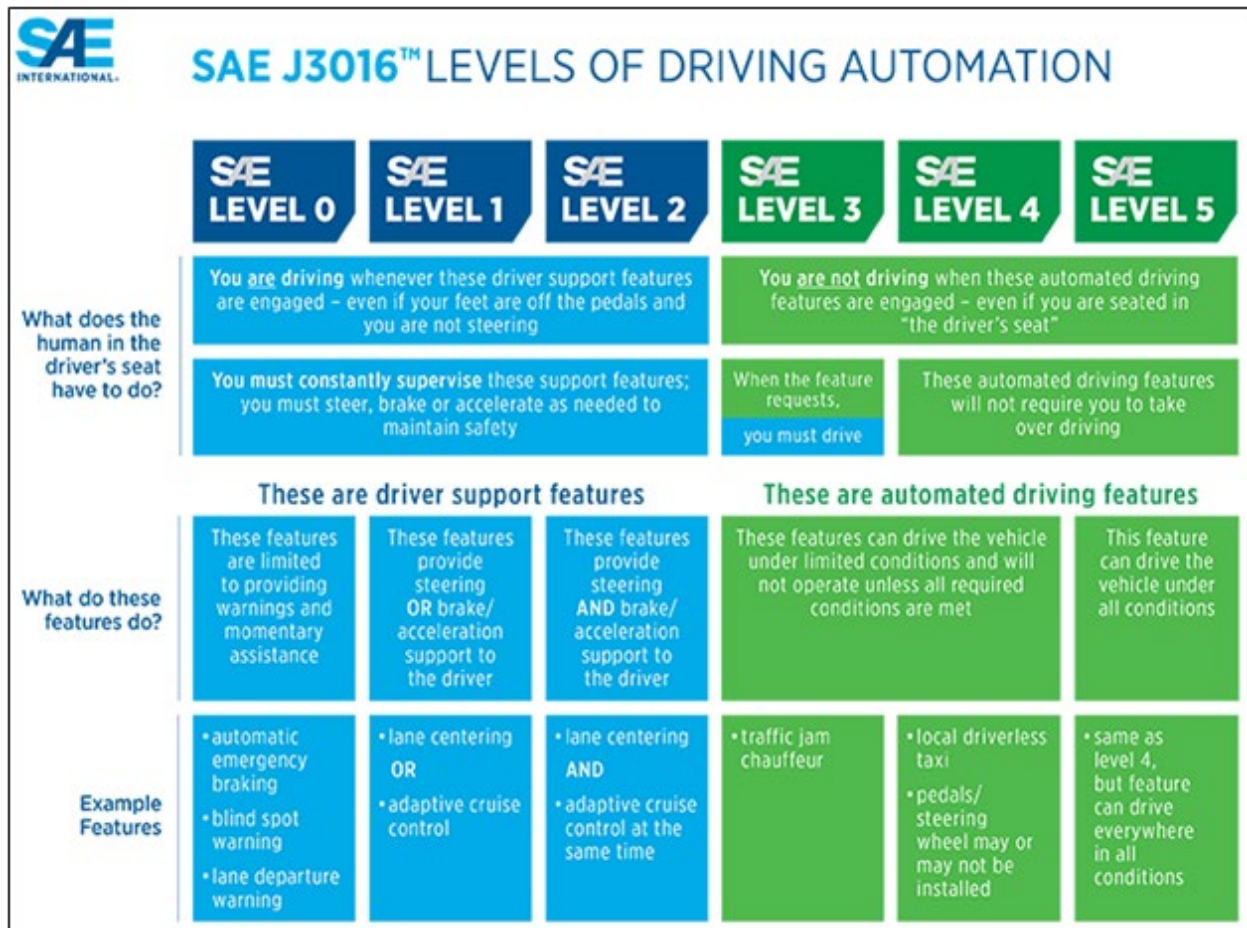 SAE
INTERNATIONAL®
SAE J3016™ LEVELS OF DRIVING AUTOMATION
SAE
LEVEL 0
SAE
LEVEL 1
SAE
LEVEL 2
SAE
LEVEL 3
SAE
LEVEL 4
SAE
LEVEL 5
What does the
human in the
driver's seat
have to do?
You are driving whenever these driver support features
are engaged – even if your feet are off the pedals and
you are not steering
You are not driving when these automated driving
features are engaged – even if you are seated in
"the driver's seat"
You must constantly supervise these support features;
you must steer, brake or accelerate as needed to
maintain safety
When the feature
requests,
you must drive
These automated driving features
will not require you to take
over driving
These are driver support features
These are automated driving features
What do these
features do?
These features
are limited
to providing
warnings and
momentary
assistance
These features
provide
steering
OR brake/
acceleration
support to
the driver
These features
provide
steering
AND brake/
acceleration
support to
the driver
These features can drive the vehicle
under limited conditions and will
not operate unless all required
conditions are met
This feature
can drive the
vehicle under
all conditions
Example
Features
•automatic
emergency
braking
•blind spot
warning
•lane departure
warning
•lane centering
OR
•adaptive cruise
control
•lane centering
AND
•adaptive cruise
control at the
same time
•traffic jam
chauffeur
•local driverless
taxi
•pedals/
steering
wheel may or
may not be
installed
•same as
level 4,
but feature
can drive
everywhere
in all
conditions